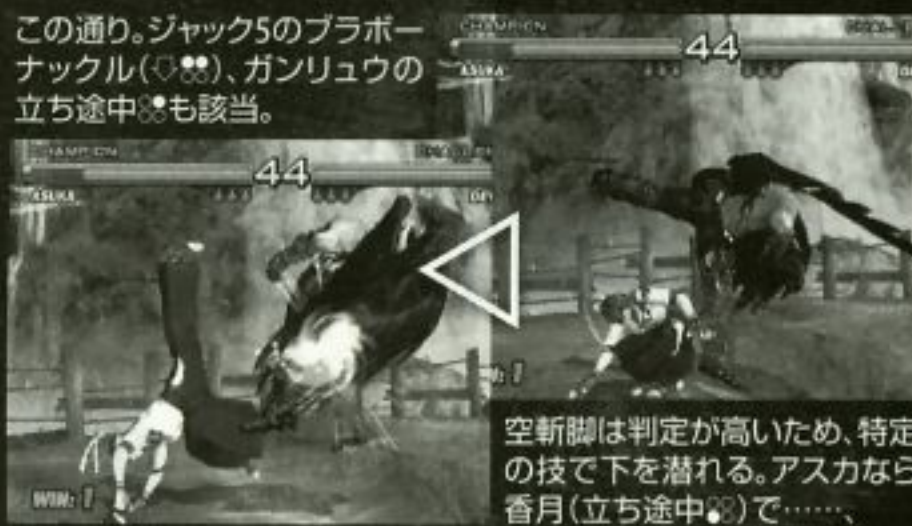 この通り。ジャック5のブラボー
ナックル(⇩)、ガンリュウの
立ち途中も該当。
CHAMPION
44
ASUKA
WIN: 1
CHAMPION
44
ASUKA
空斬脚は判定が高いため、特定
の技で下を潜れる。アスカなら
香月(立ち途中)で……、